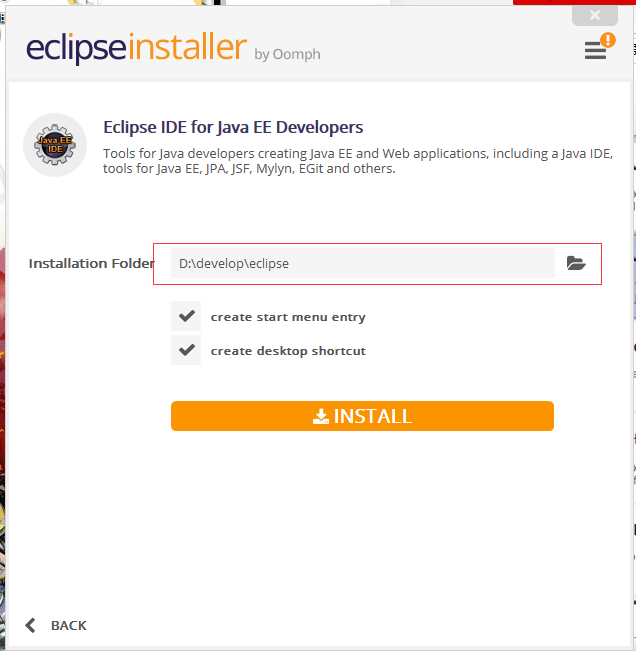 eclipseinstaller by Oomph
!
Java EE
IDE
Eclipse IDE for Java EE Developers
Tools for Java developers creating Java EE and Web applications, including a Java IDE,
tools for Java EE, JPA, JSF, Mylyn, EGit and others.
Installation Folder D:\develop\eclipse
create start menu entry
create desktop shortcut
INSTALL
BACK